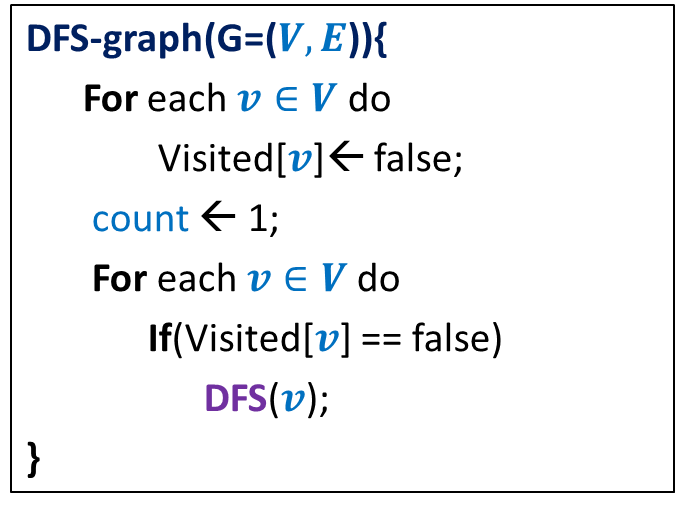 DFS-graph(G=(V, E)){
For each v ∈ V do
Visited[v]← false;
count ← 1;
For each v ∈ V do
If(Visited[v] == false)
DFS(v);
}